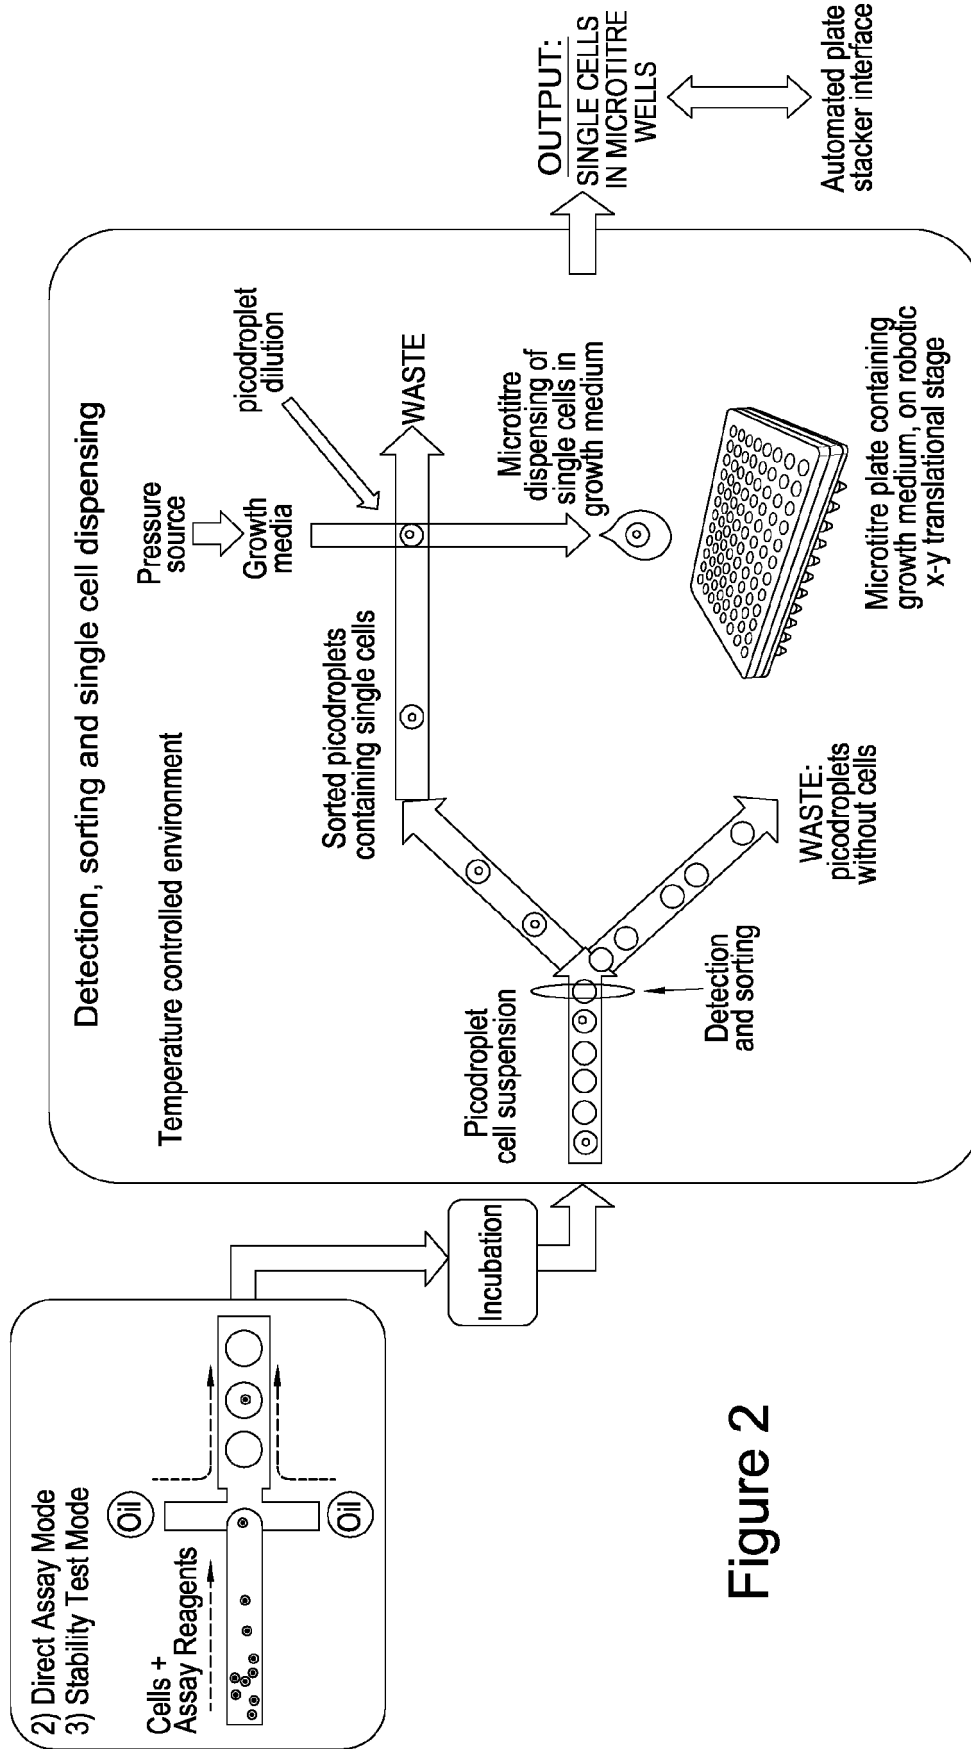 2) Direct Assay Mode
3) Stability Test Mode
Cells +
Assay Reagents
Oil
Oil
Incubation
Detection, sorting and single cell dispensing
Temperature controlled environment
Picodroplet
cell suspension
Detection
and sorting
WASTE:
picodroplets
without cells
Sorted picodroplets
containing single cells
Pressure
source
Growth
media
picodroplet
dilution
WASTE
Microtitre
dispensing of
single cells in
growth medium
Microtitre plate containing
growth medium, on robotic
x-y translational stage
OUTPUT:
SINGLE CELLS
IN MICROTITRE
WELLS
Automated plate
stacker interface
Figure 2